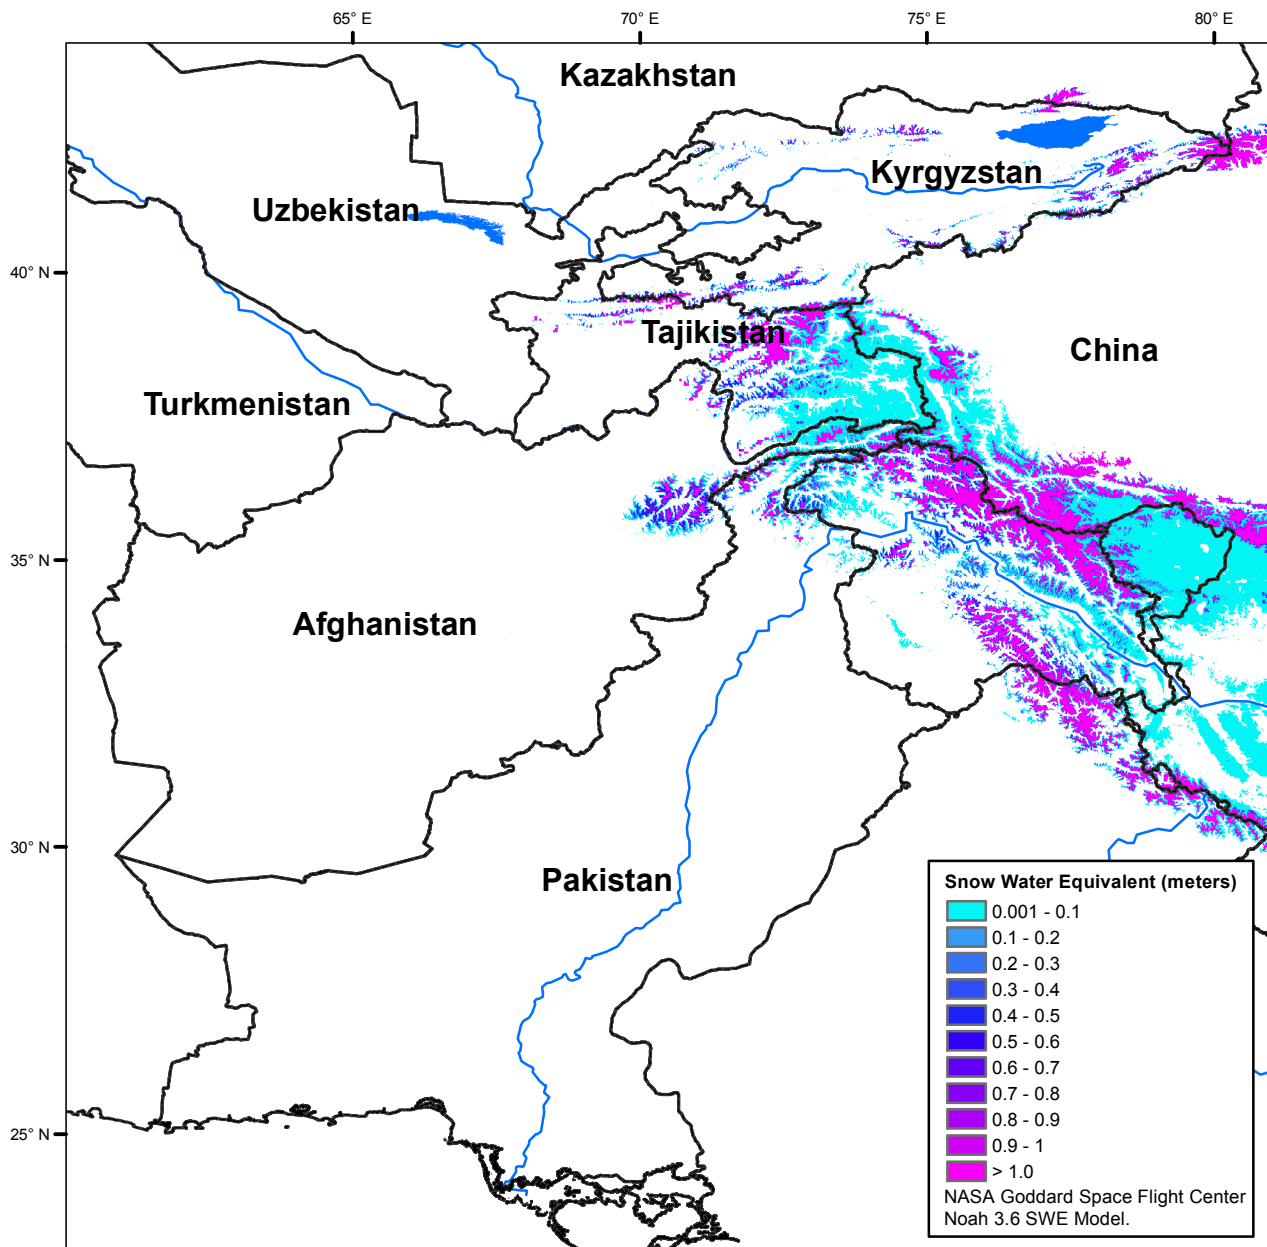 65° E
70° E
75° E
80° E
Kazakhstan
Kyrgyzstan
Uzbekistan
40° N
Tajikistan
China
Turkmenistan
35° N
Afghanistan
30° N
Pakistan
25° N
Snow Water Equivalent (meters)
0.001 - 0.1
0.1 - 0.2
0.2 - 0.3
0.3 - 0.4
0.4 - 0.5
0.5 - 0.6
0.6 - 0.7
0.7 - 0.8
0.8 - 0.9
0.9 - 1
> 1.0
NASA Goddard Space Flight Center
Noah 3.6 SWE Model.